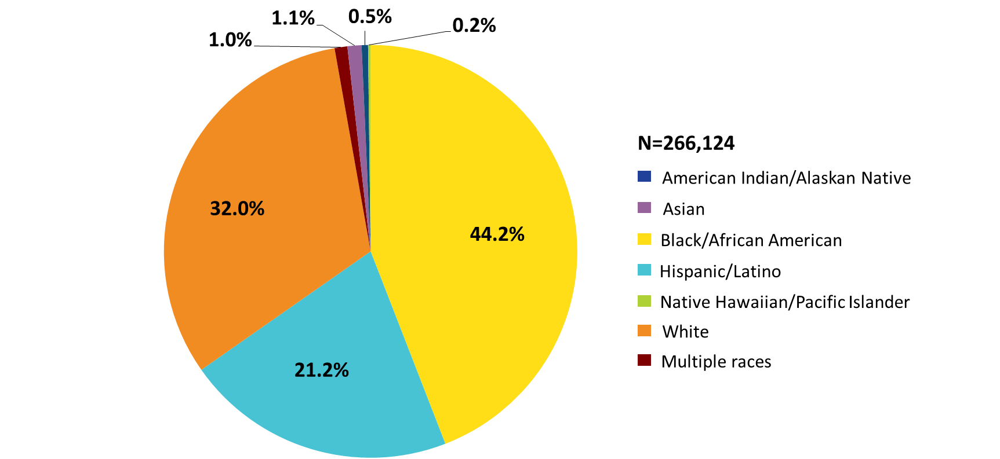 1.0%
1.1%
0.5%
0.2%
32.0%
44.2%
21.2%
N=266,124
American Indian/Alaskan Native
Asian
Black/African American
Hispanic/Latino
Native Hawaiian/Pacific Islander
White
Multiple races